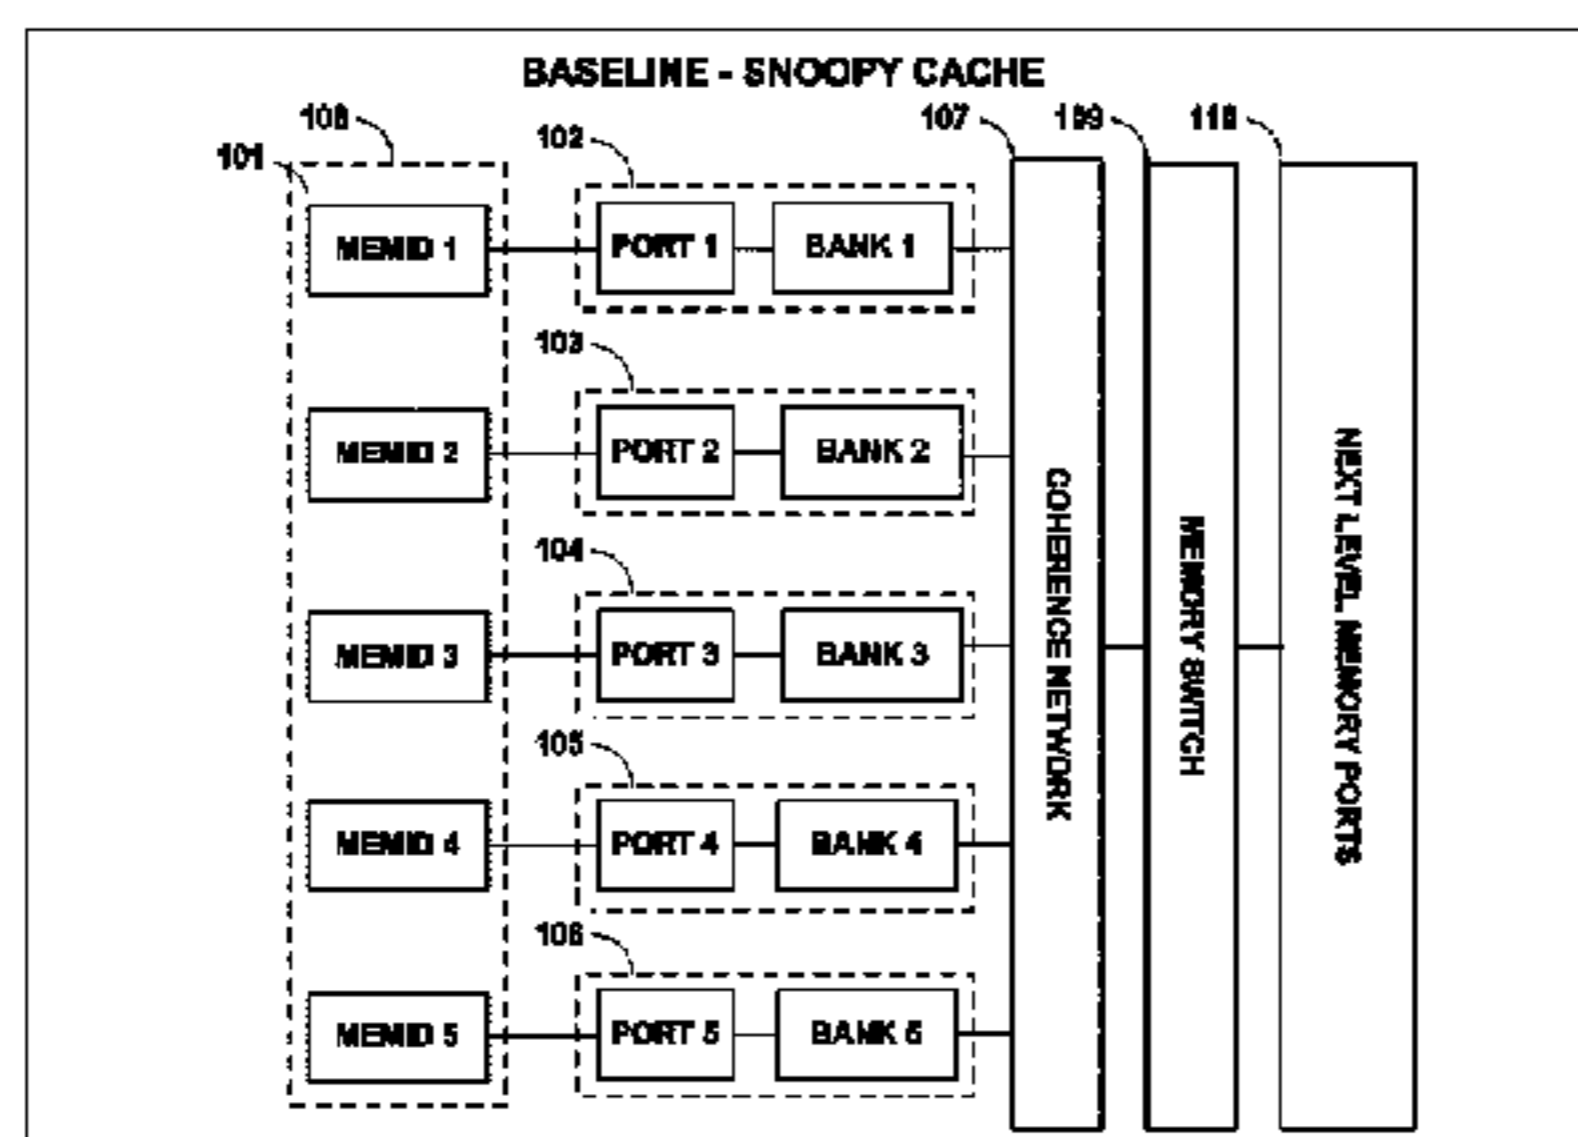 BASELINE - SNOOPY CACHE
108 102 107 109 110
101
MEMID 1 PORT 1 BANK 1
103
MEMID 2 PORT 2 BANK 2
104
MEMID 3 PORT 3 BANK 3
105
MEMID 4 PORT 4 BANK 4
106
MEMID 5 PORT 5 BANK 5
COHERENCE NETWORK
MEMORY SWITCH
NEXT LEVEL MEMORY PORTS